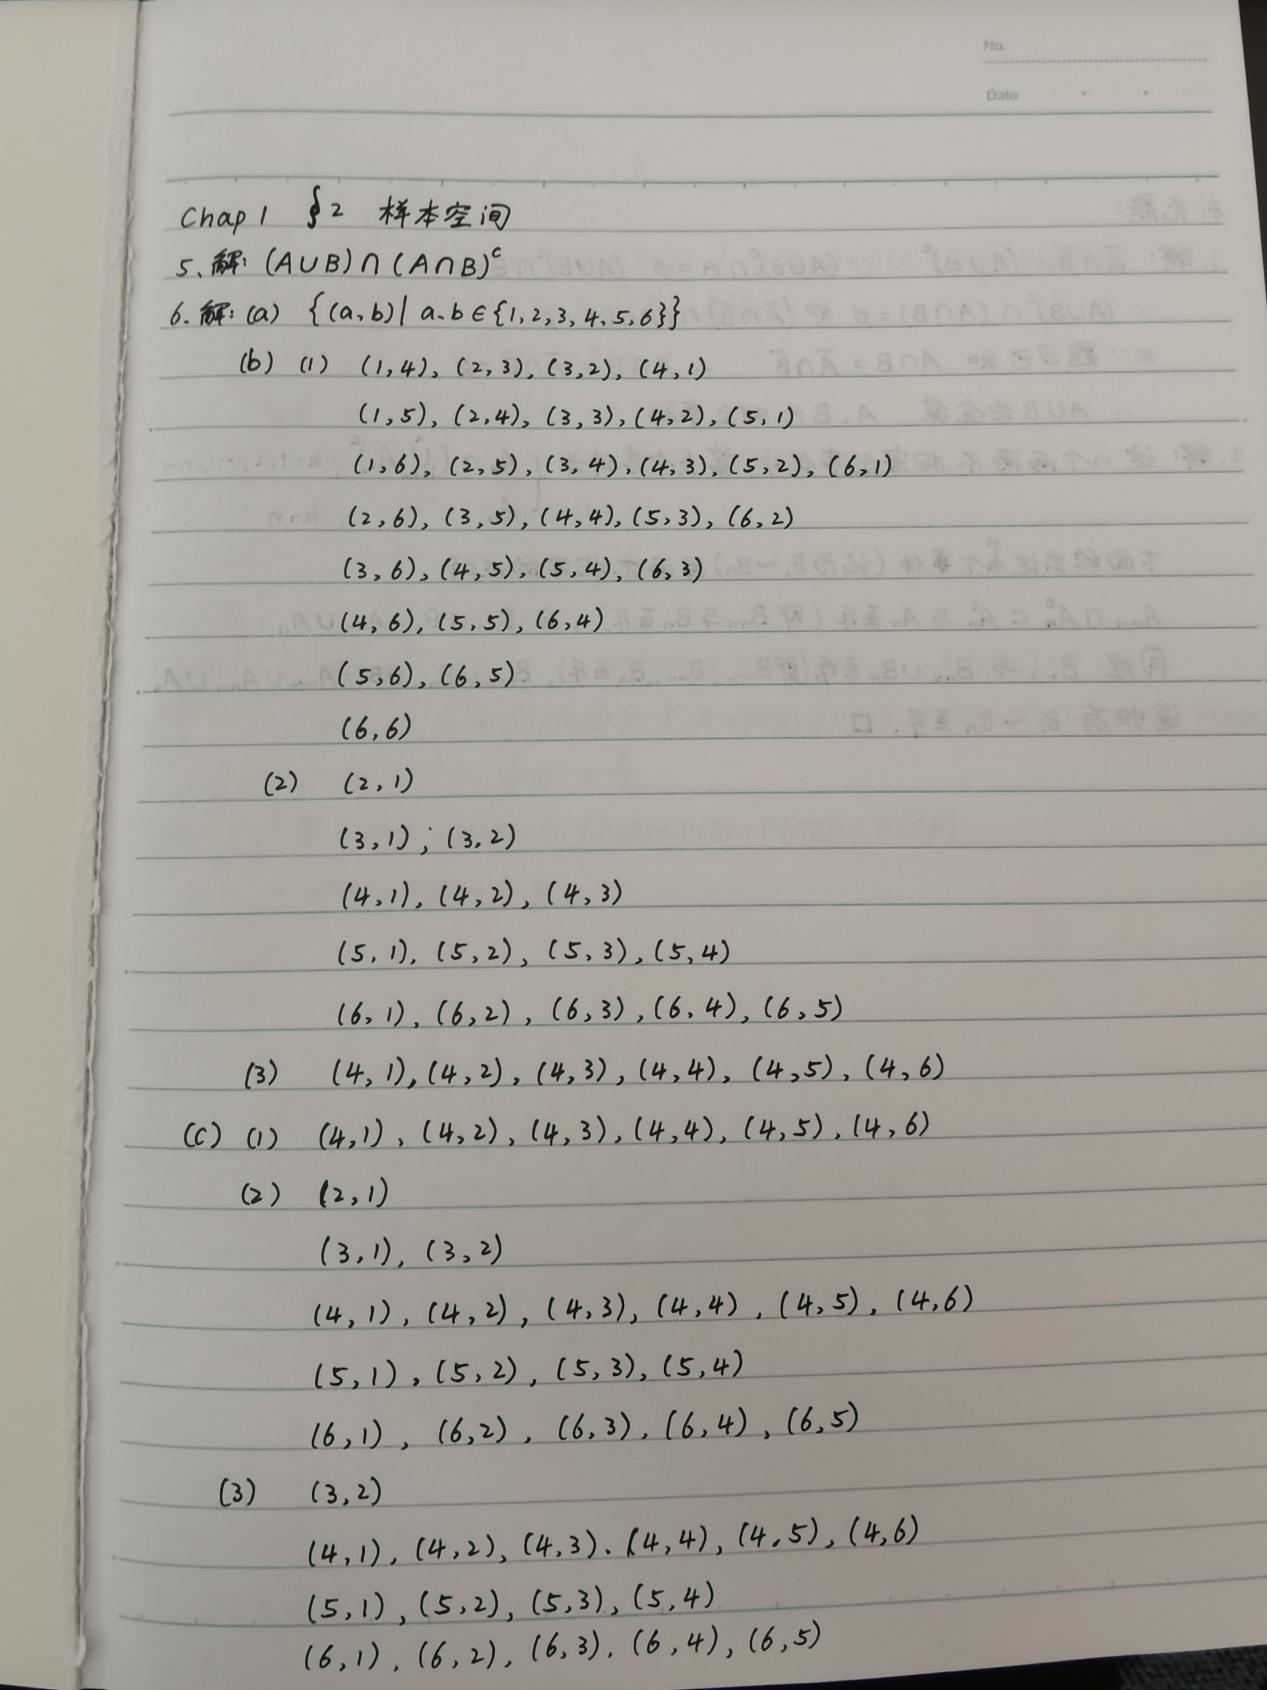 No.
Date
Chap 1 §2 样本空间
5、解: (A∪B)∩(A∩B)ᶜ
6.解: (a) {(a,b)| a、b∈{1,2,3,4,5,6}}
(b) (1) (1,4), (2,3), (3,2), (4,1)
(1,5), (2,4), (3,3), (4,2), (5,1)
(1,6), (2,5), (3,4), (4,3), (5,2), (6,1)
(2,6), (3,5), (4,4), (5,3), (6,2)
(3,6), (4,5), (5,4), (6,3)
(4,6), (5,5), (6,4)
(5,6), (6,5)
(6,6)
(2) (2,1)
(3,1); (3,2)
(4,1), (4,2), (4,3)
(5,1), (5,2), (5,3), (5,4)
(6,1), (6,2), (6,3), (6,4), (6,5)
(3) (4,1), (4,2), (4,3), (4,4), (4,5), (4,6)
(c) (1) (4,1), (4,2), (4,3), (4,4), (4,5), (4,6)
(2) (2,1)
(3,1), (3,2)
(4,1), (4,2), (4,3), (4,4), (4,5), (4,6)
(5,1), (5,2), (5,3), (5,4)
(6,1), (6,2), (6,3), (6,4), (6,5)
(3) (3,2)
(4,1), (4,2), (4,3), (4,4), (4,5), (4,6)
(5,1), (5,2), (5,3), (5,4)
(6,1), (6,2), (6,3), (6,4), (6,5)